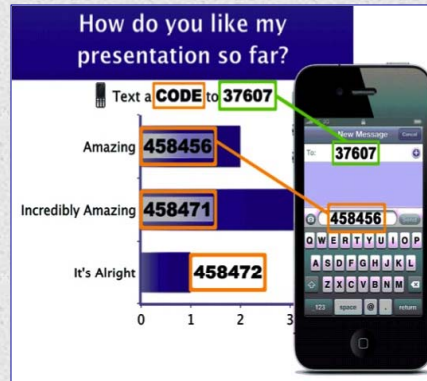 How do you like my
presentation so far?
Text a CODE to 37607
Amazing 458456
Incredibly Amazing 458471
It's Alright 458472
0 1 2 3
New Message Cancel
To: 37607
458456
Q W E R T Y U I O P
A S D F G H J K L
Z X C V B N M
.123 space @ . return